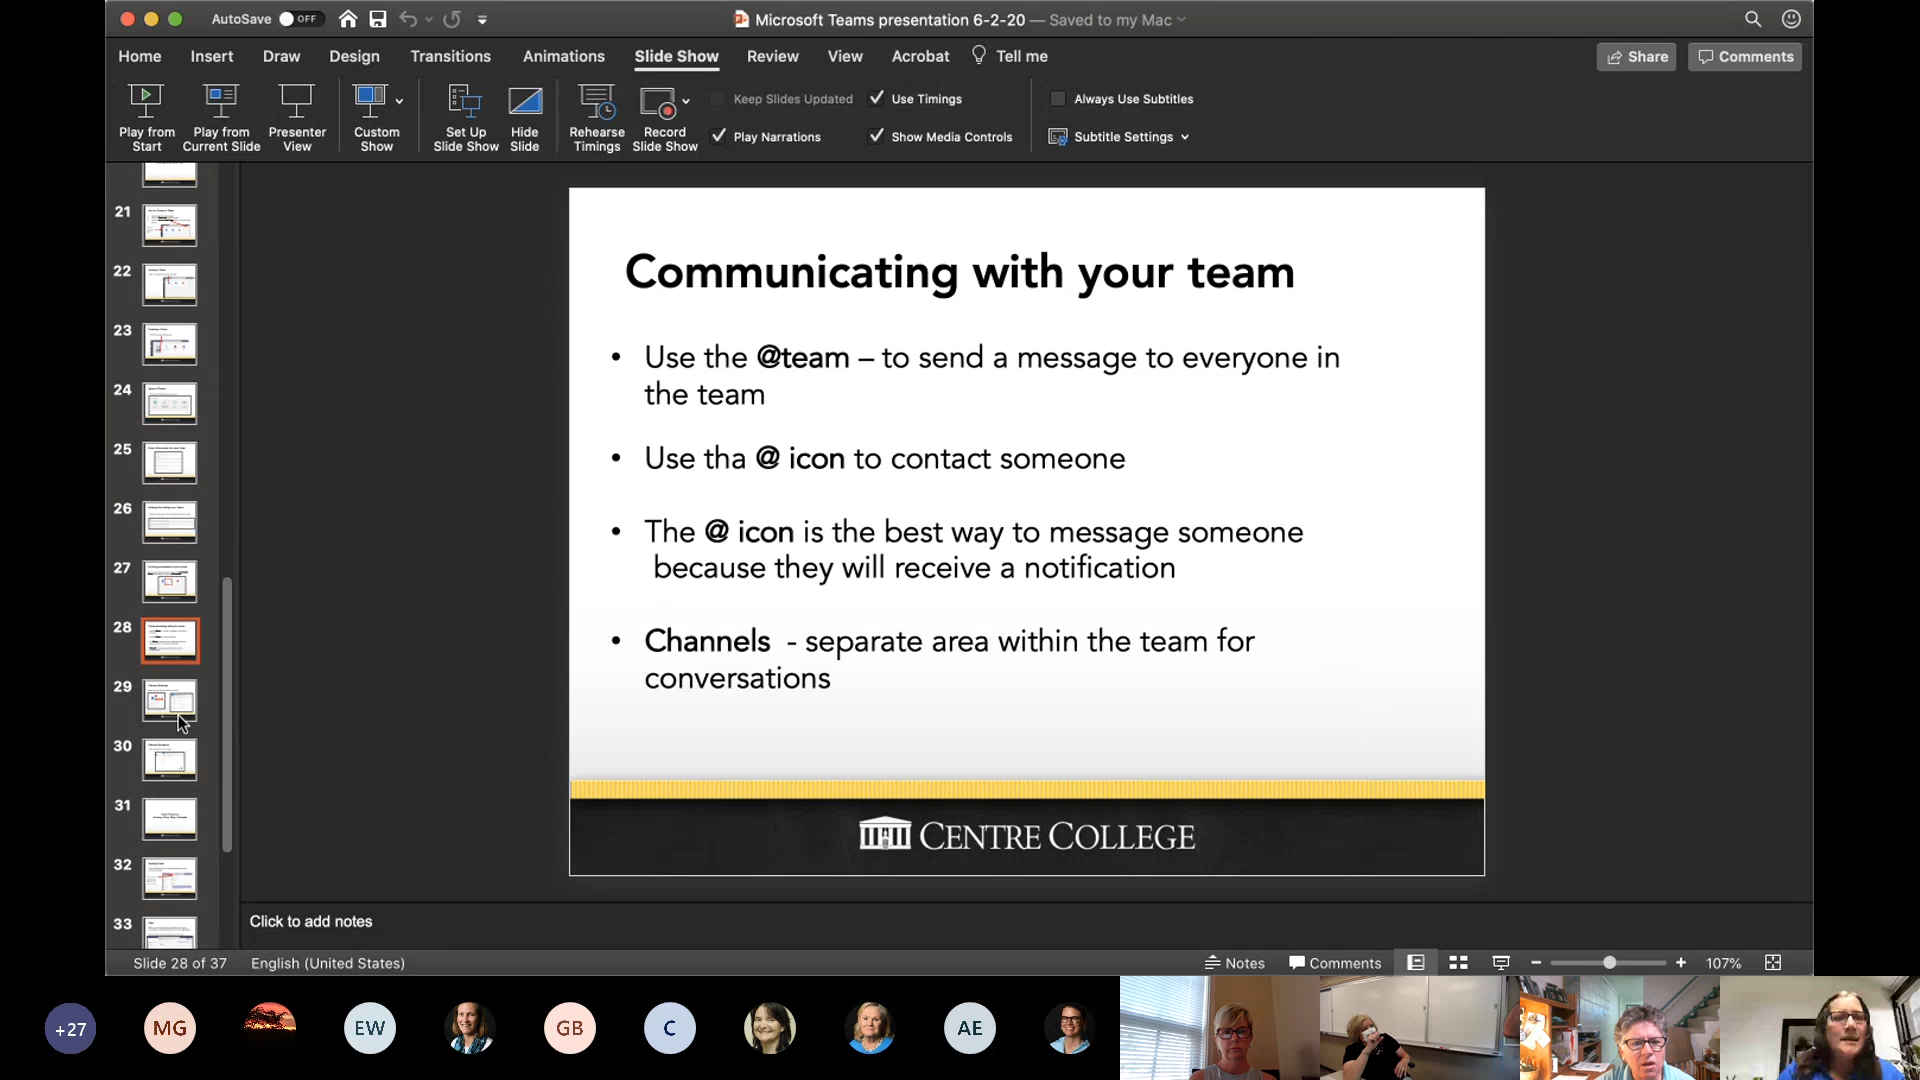 AutoSave OFF
Microsoft Teams presentation 6-2-20 — Saved to my Mac
Home Insert Draw Design Transitions Animations Slide Show Review View Acrobat Tell me
Share Comments
Play from Start
Play from Current Slide
Presenter View
Custom Show
Set Up Slide Show
Hide Slide
Rehearse Timings
Record Slide Show
Keep Slides Updated
Use Timings
Play Narrations
Show Media Controls
Always Use Subtitles
Subtitle Settings
21
22
23
24
25
26
27
28
29
30
31
32
33
Communicating with your team
• Use the @team – to send a message to everyone in
the team
• Use tha @ icon to contact someone
• The @ icon is the best way to message someone
because they will receive a notification
• Channels - separate area within the team for
conversations
CENTRE COLLEGE
Click to add notes
Slide 28 of 37 English (United States)
Notes Comments 107%
+27 MG EW GB C AE